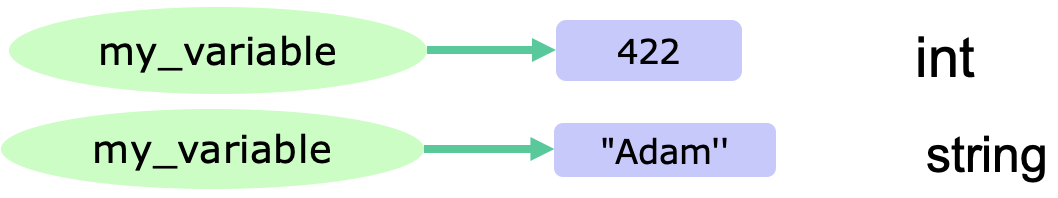 my_variable 422 int
my_variable "Adam'' string